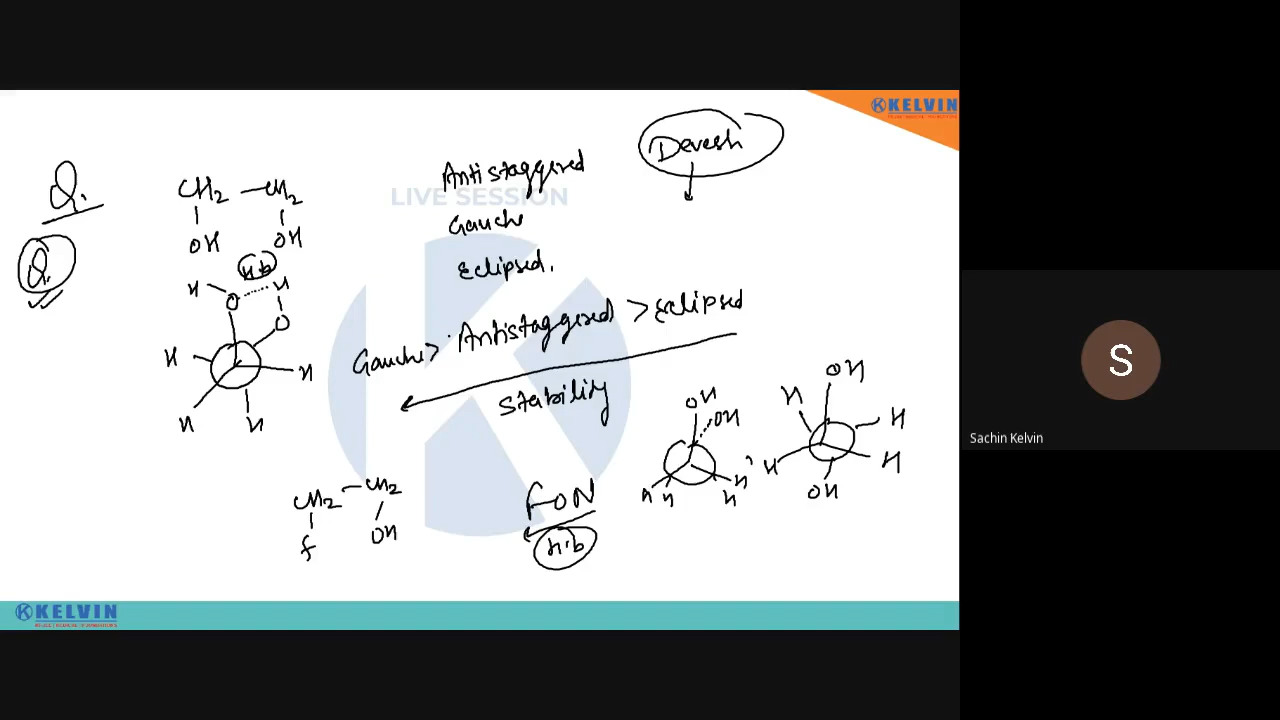 KELVIN
Devesh
Q.
CH2 - CH2
OH OH
Antistaggered
LIVE SESSION
Gauche
Eclipsed.
Q.
H.b
H O H
O
H H
H H
Gauche > Antistaggered > Eclipsed
Stability
OH
OH
H H H H
OH
H H
H H
OH
CH2 - CH2
F OH
FON
H.b
KELVIN
S
Sachin Kelvin